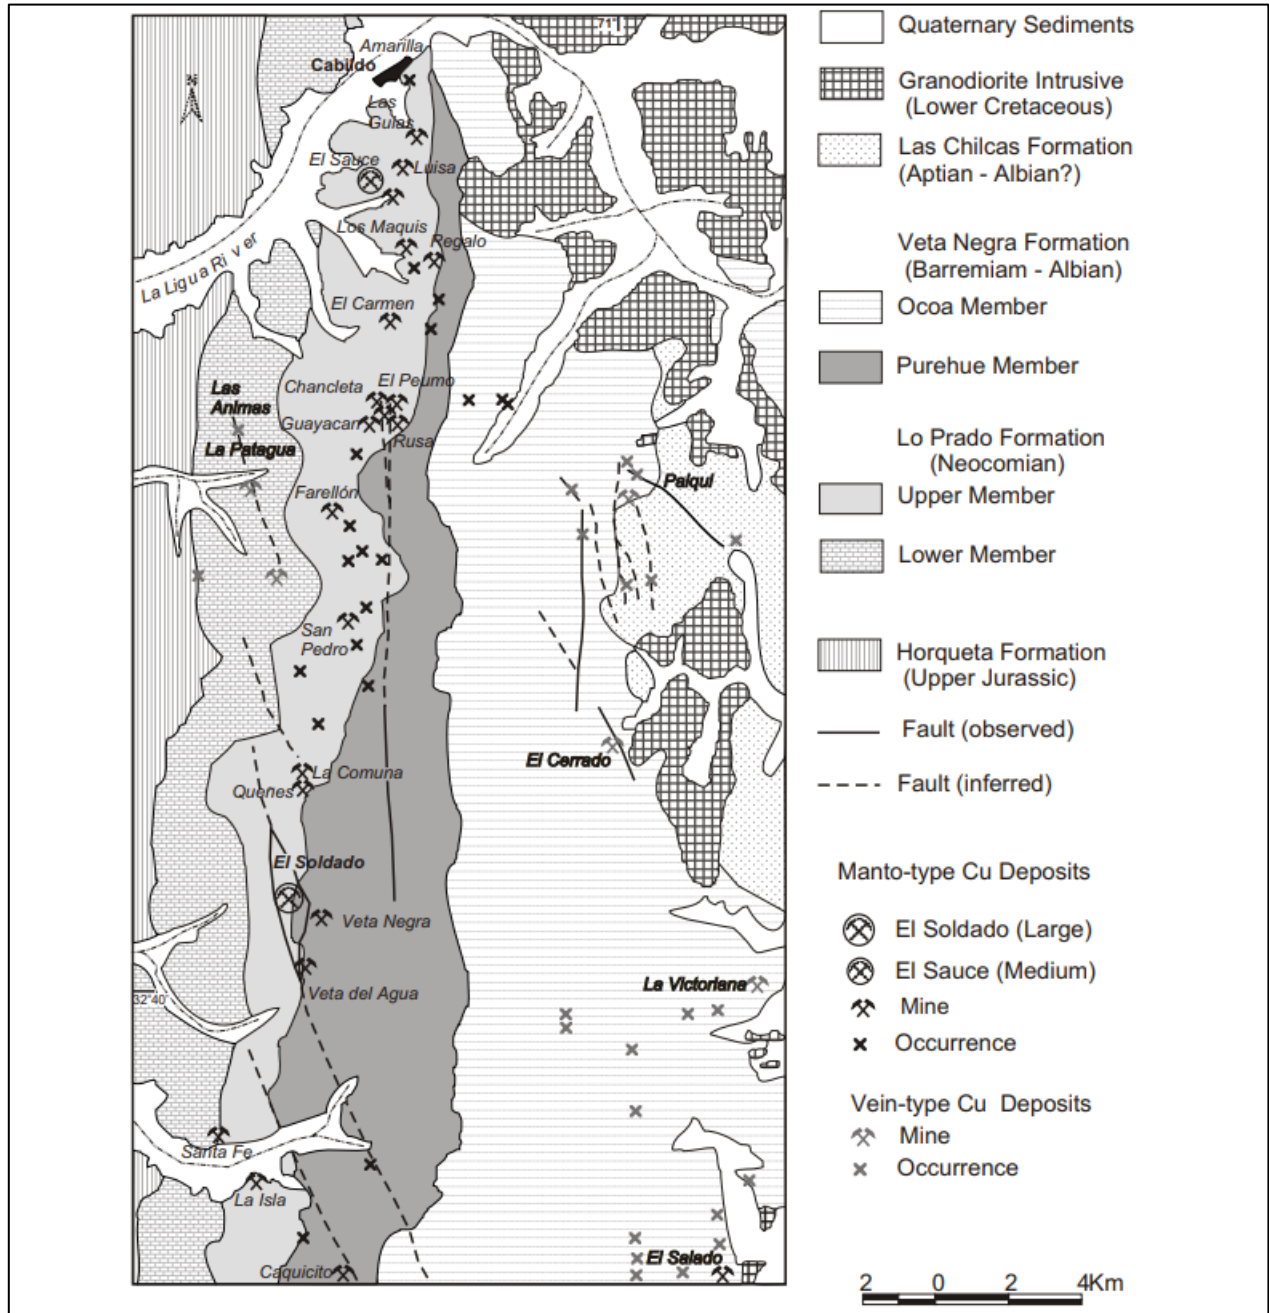 71°
Amarilla
Cabildo
N
Las
Guias
El Sauce
Luisa
Los Maquis
Regalo
La Ligua River
El Carmen
Chancleta
El Peumo
Las
Animas
Guayacan
Rusa
La Patagua
Farellón
Palqui
San
Pedro
El Cerrado
La Comuna
Quenes
El Soldado
Veta Negra
La Victoriana
Veta del Agua
32°40'
Santa Fe
La Isla
El Salado
Caquicito
Quaternary Sediments
Granodiorite Intrusive
(Lower Cretaceous)
Las Chilcas Formation
(Aptian - Albian?)
Veta Negra Formation
(Barremiam - Albian)
Ocoa Member
Purehue Member
Lo Prado Formation
(Neocomian)
Upper Member
Lower Member
Horqueta Formation
(Upper Jurassic)
Fault (observed)
Fault (inferred)
Manto-type Cu Deposits
El Soldado (Large)
El Sauce (Medium)
Mine
Occurrence
Vein-type Cu Deposits
Mine
Occurrence
2 0 2 4Km